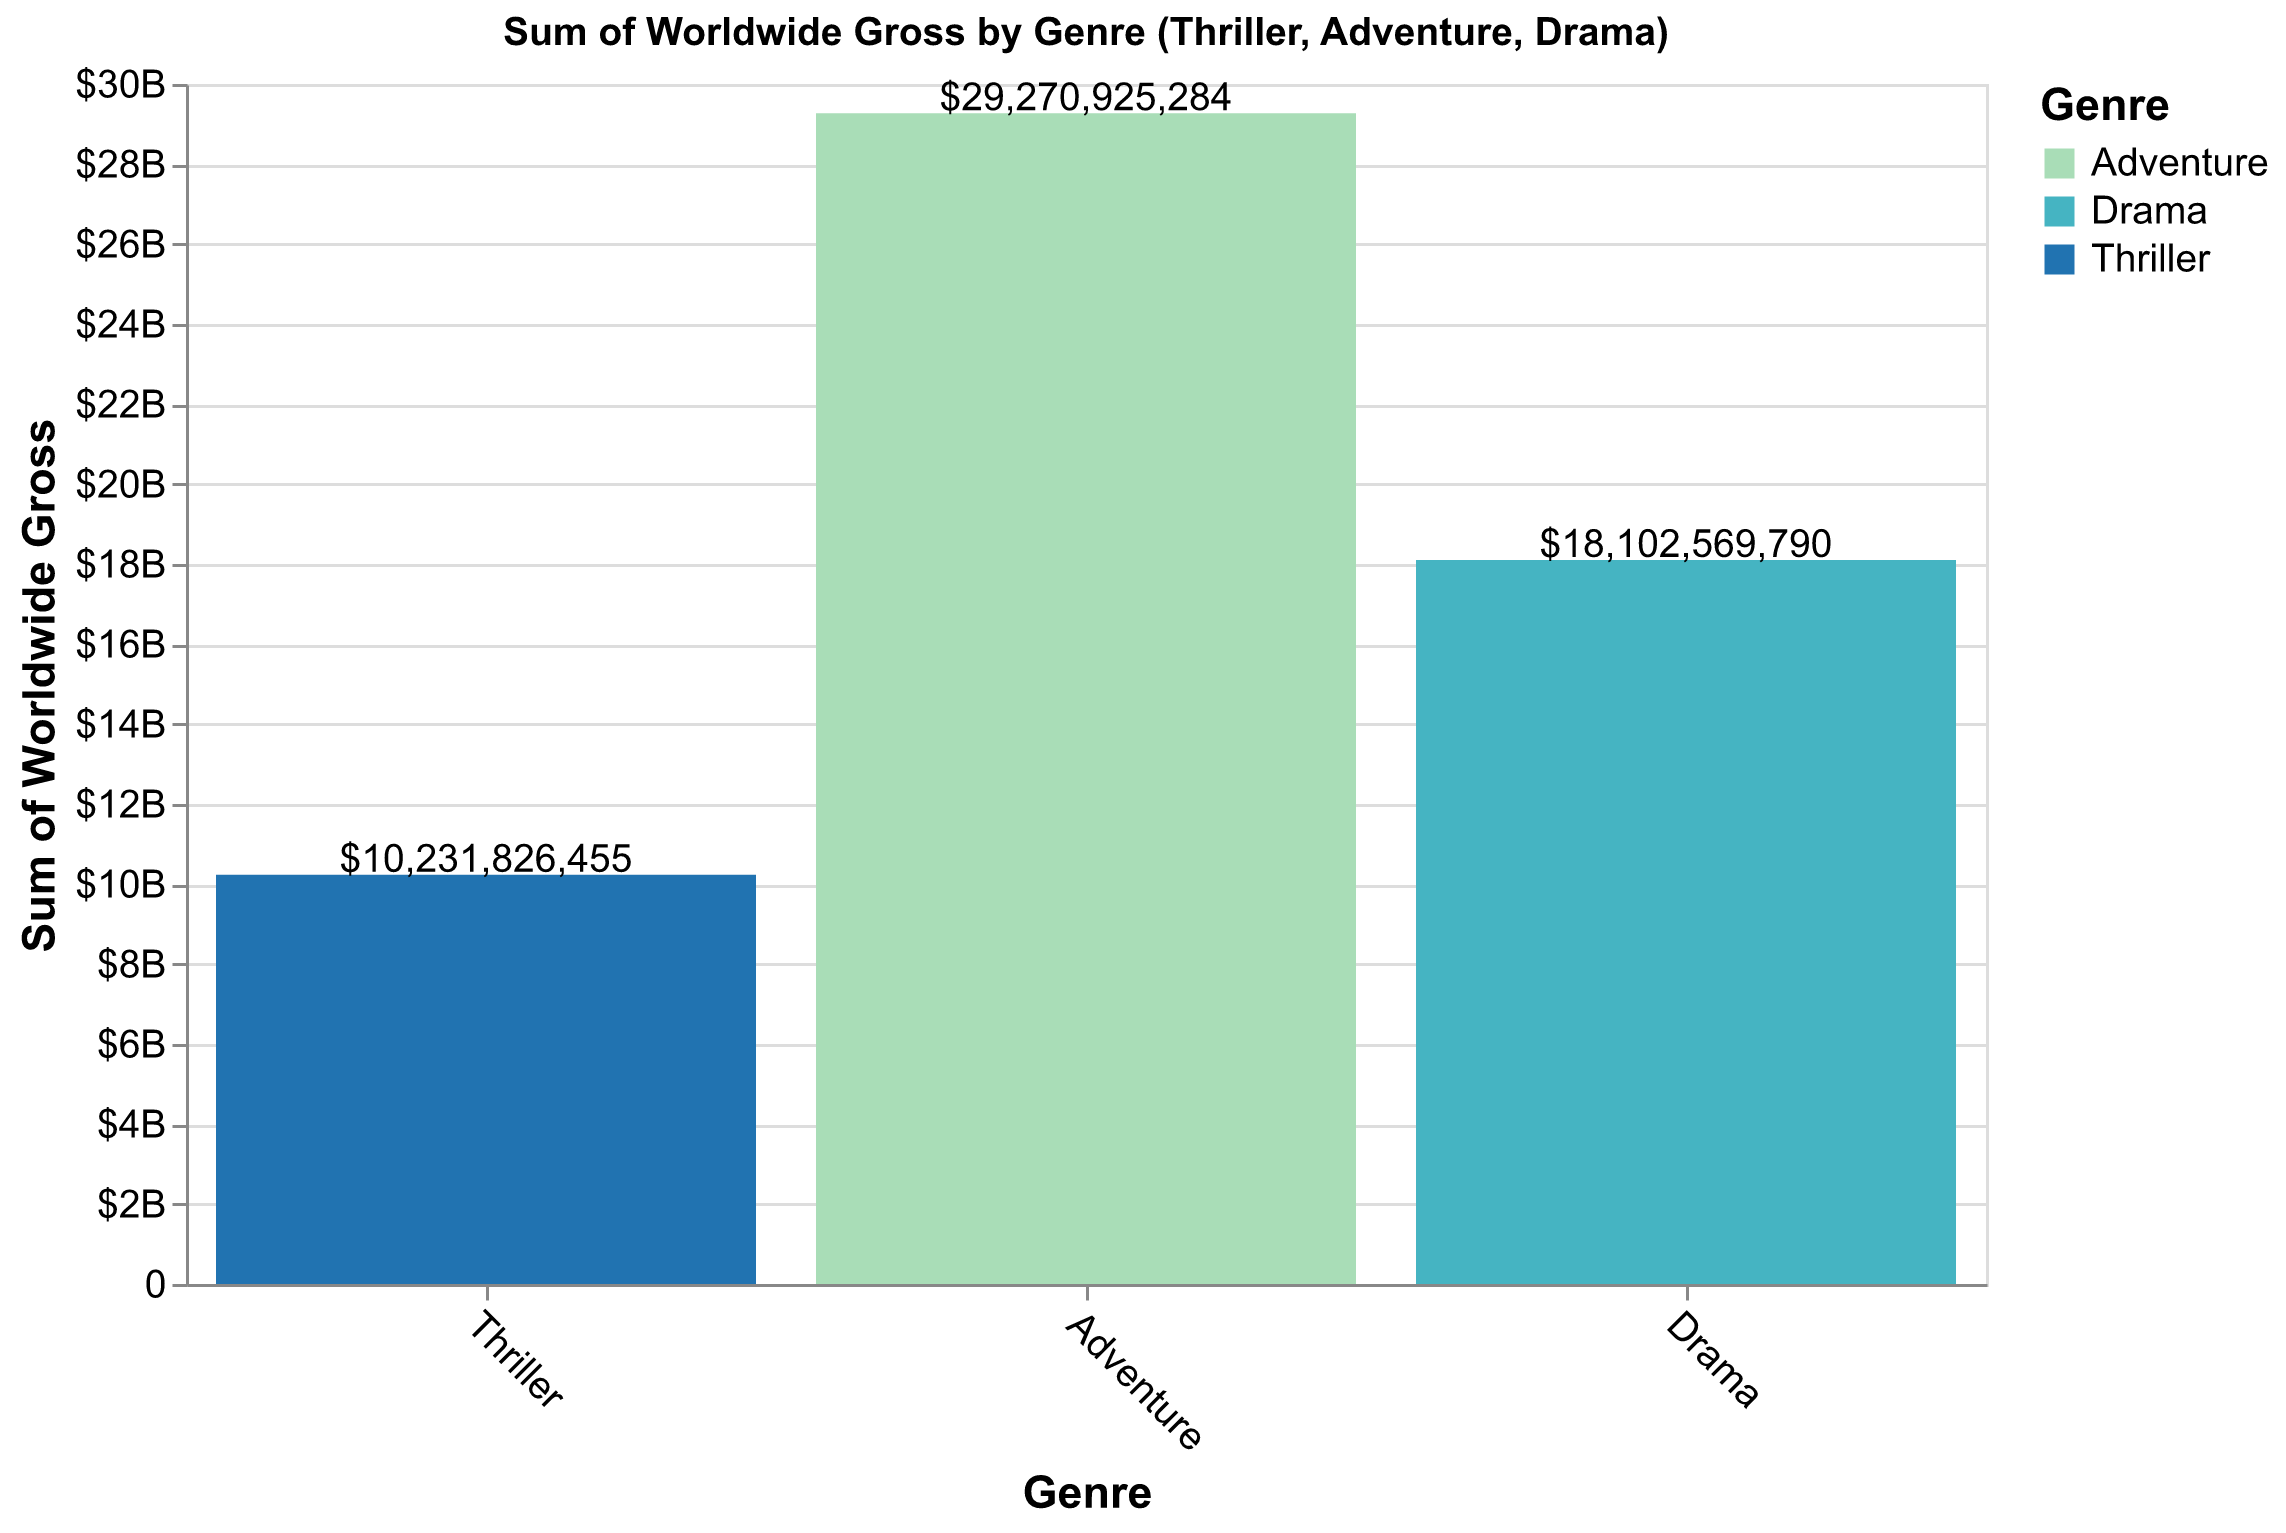 Sum of Worldwide Gross by Genre (Thriller, Adventure, Drama)
Sum of Worldwide Gross
$30B
$28B
$26B
$24B
$22B
$20B
$18B
$16B
$14B
$12B
$10B
$8B
$6B
$4B
$2B
0
$10,231,826,455
$29,270,925,284
$18,102,569,790
Thriller
Adventure
Drama
Genre
Genre
Adventure
Drama
Thriller